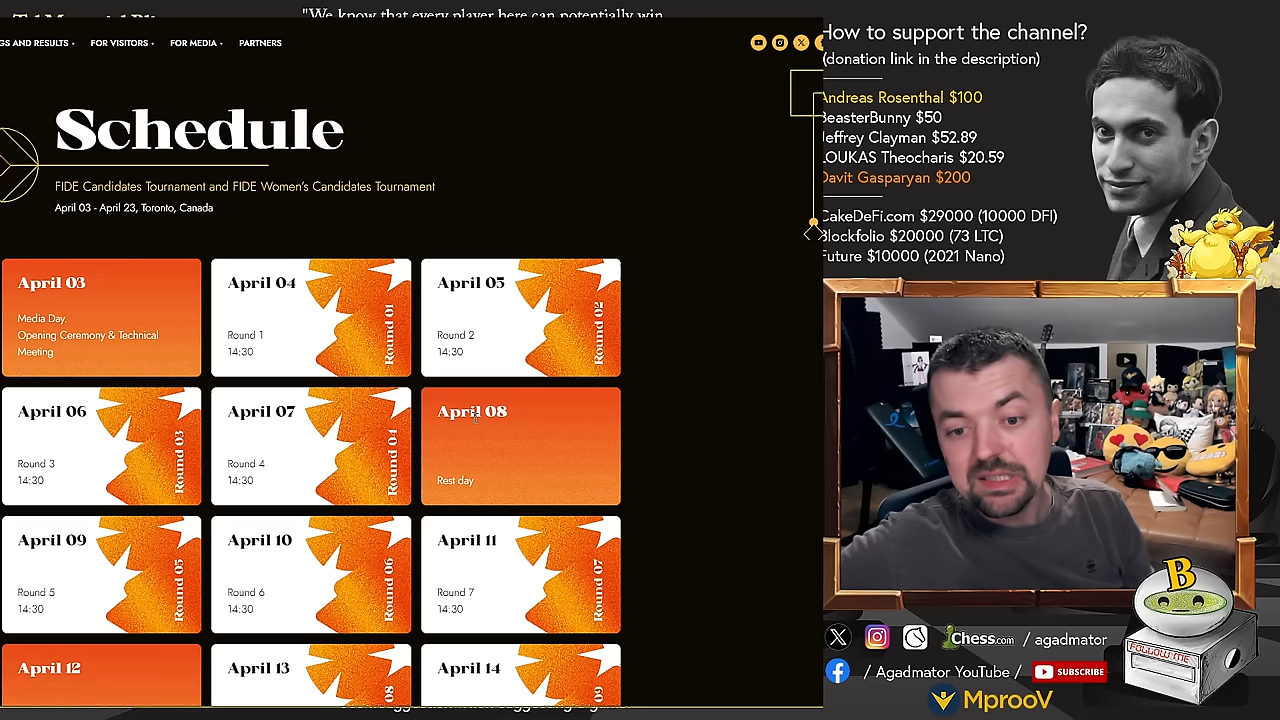 "We know that every player here can potentially win
GS AND RESULTS
FOR VISITORS
FOR MEDIA
PARTNERS
Schedule
FIDE Candidates Tournament and FIDE Women's Candidates Tournament
April 03 - April 23, Toronto, Canada
April 03
Media Day.
Opening Ceremony & Technical
Meeting
April 04
Round 1
14:30
Round 01
April 05
Round 2
14:30
Round 02
April 06
Round 3
14:30
Round 03
April 07
Round 4
14:30
Round 04
April 08
Rest day
April 09
Round 5
14:30
Round 05
April 10
Round 6
14:30
Round 06
April 11
Round 7
14:30
Round 07
April 12
April 13
08
April 14
09
How to support the channel?
(donation link in the description)
Andreas Rosenthal $100
BeasterBunny $50
Jeffrey Clayman $52.89
LOUKAS Theocharis $20.59
Davit Gasparyan $200
CakeDeFi.com $29000 (10000 DFI)
Blockfolio $20000 (73 LTC)
Future $10000 (2021 Nano)
B
FOLLOW ME
Chess.com / agadmator
/ Agadmator YouTube /
SUBSCRIBE
MprooV